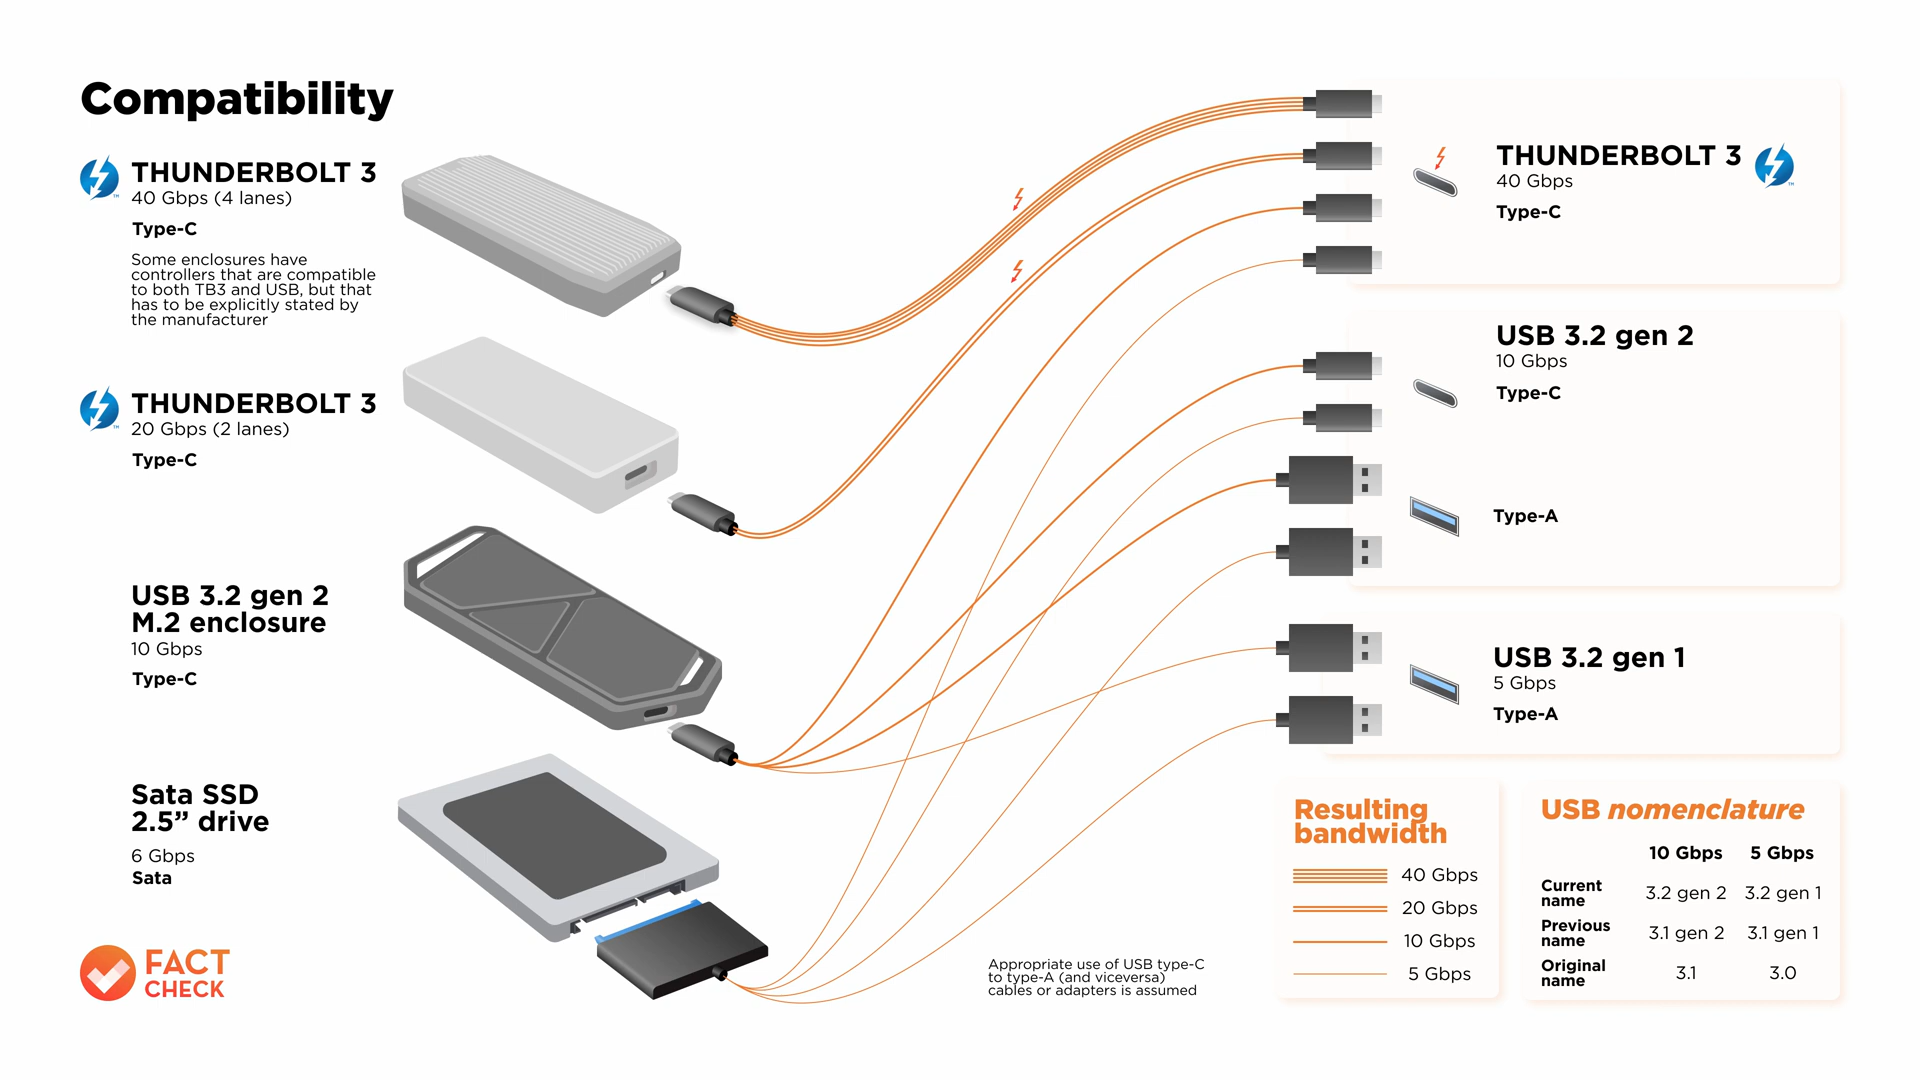 Compatibility
THUNDERBOLT 3
40 Gbps (4 lanes)
Type-C
Some enclosures have
controllers that are compatible
to both TB3 and USB, but that
has to be explicitly stated by
the manufacturer
THUNDERBOLT 3
20 Gbps (2 lanes)
Type-C
USB 3.2 gen 2
M.2 enclosure
10 Gbps
Type-C
Sata SSD
2.5” drive
6 Gbps
Sata
FACT
CHECK
THUNDERBOLT 3
40 Gbps
Type-C
USB 3.2 gen 2
10 Gbps
Type-C
Type-A
USB 3.2 gen 1
5 Gbps
Type-A
Appropriate use of USB type-C
to type-A (and viceversa)
cables or adapters is assumed
Resulting
bandwidth
40 Gbps
20 Gbps
10 Gbps
5 Gbps
USB nomenclature
10 Gbps 5 Gbps
Current
name
3.2 gen 2 3.2 gen 1
Previous
name
3.1 gen 2 3.1 gen 1
Original
name
3.1 3.0